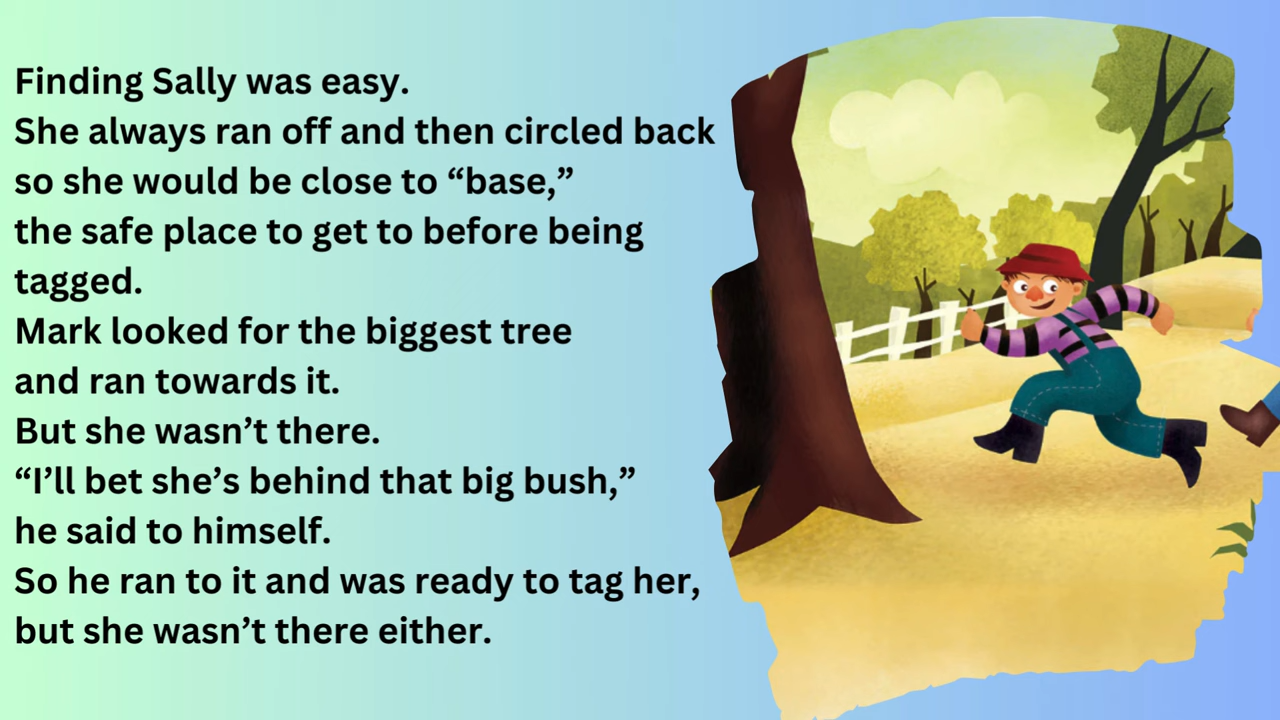 Finding Sally was easy.
She always ran off and then circled back
so she would be close to “base,”
the safe place to get to before being
tagged.
Mark looked for the biggest tree
and ran towards it.
But she wasn’t there.
“I’ll bet she’s behind that big bush,”
he said to himself.
So he ran to it and was ready to tag her,
but she wasn’t there either.